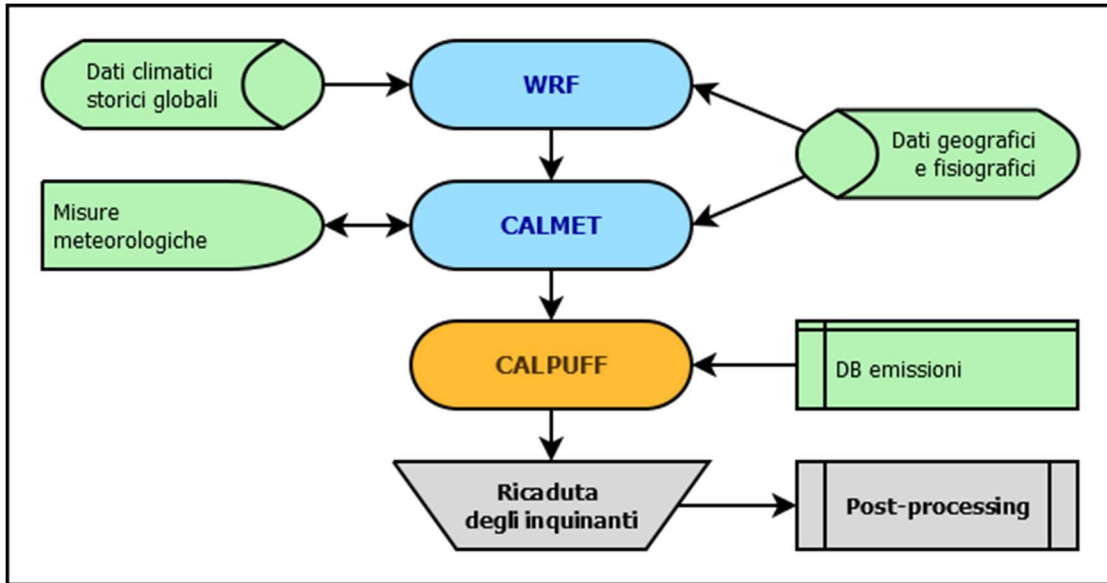 Dati climatici
storici globali
WRF
Dati geografici
e fisiografici
Misure
meteorologiche
CALMET
CALPUFF
DB emissioni
Ricaduta
degli inquinanti
Post-processing